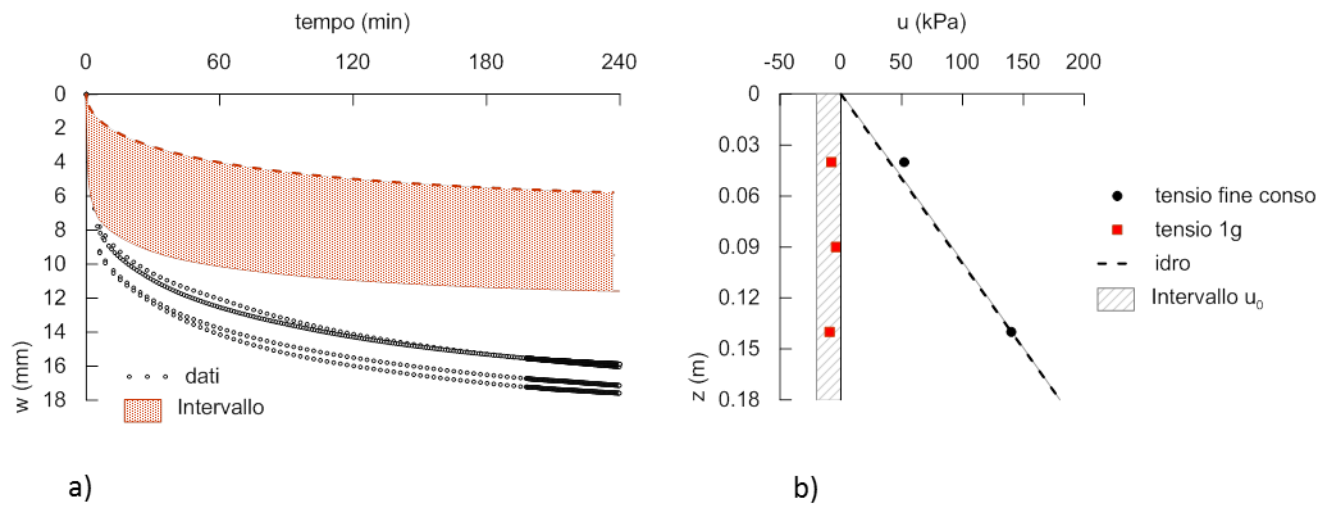 tempo (min)
0 60 120 180 240
0
2
4
6
8
10
12
14
16
18
w (mm)
dati
Intervallo
a)
u (kPa)
-50 0 50 100 150 200
0
0.03
0.06
0.09
0.12
0.15
0.18
z (m)
tensio fine conso
tensio 1g
idro
Intervallo u₀
b)